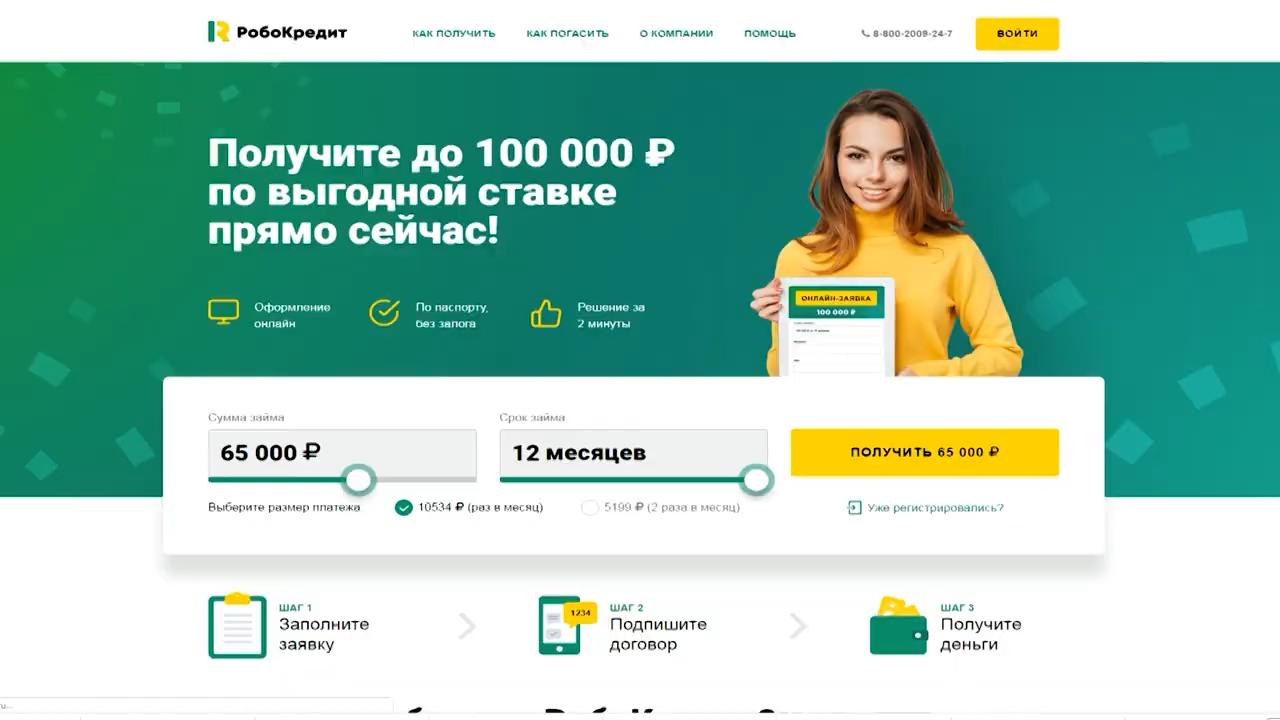 РобоКредит
КАК ПОЛУЧИТЬ
КАК ПОГАСИТЬ
О КОМПАНИИ
ПОМОЩЬ
8-800-2009-24-7
ВОЙТИ
Получите до 100 000 ₽
по выгодной ставке
прямо сейчас!
Оформление
онлайн
По паспорту,
без залога
Решение за
2 минуты
ОНЛАЙН-ЗАЯВКА
100 000 ₽
Сумма займа
65 000 ₽
Срок займа
12 месяцев
ПОЛУЧИТЬ 65 000 ₽
Выберите размер платежа
10534 ₽ (раз в месяц)
5199 ₽ (2 раза в месяц)
Уже регистрировались?
ШАГ 1
Заполните
заявку
1234
ШАГ 2
Подпишите
договор
ШАГ 3
Получите
деньги